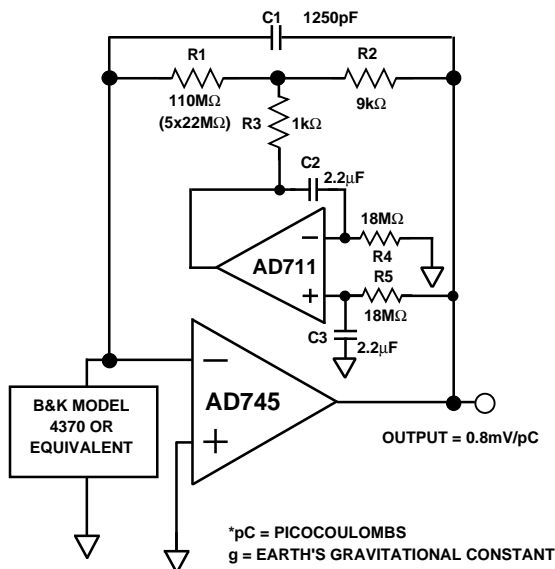 C1 1250pF
R1
R2
110MΩ
(5x22MΩ)
9kΩ
R3
1kΩ
C2
2.2µF
18MΩ
R4
–
AD711
+
R5
18MΩ
C3
2.2µF
–
AD745
+
B&K MODEL
4370 OR
EQUIVALENT
OUTPUT = 0.8mV/pC
*pC = PICOCOULOMBS
g = EARTH'S GRAVITATIONAL CONSTANT